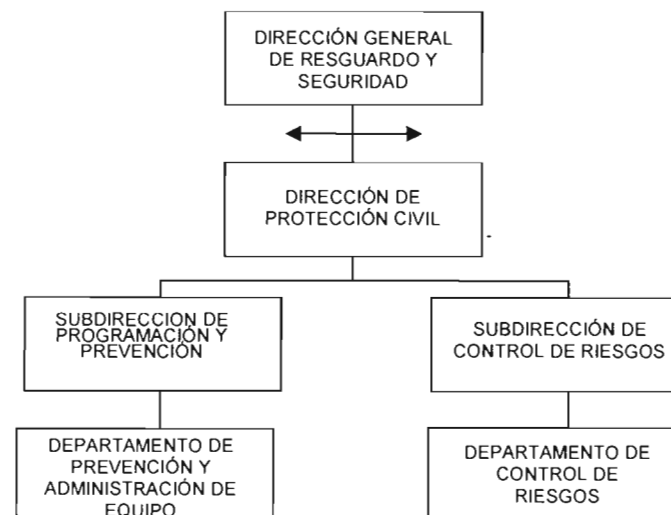 DIRECCIÓN GENERAL
DE RESGUARDO Y
SEGURIDAD
DIRECCIÓN DE
PROTECCIÓN CIVIL
SUBDIRECCION DE
PROGRAMACIÓN Y
PREVENCIÓN
SUBDIRECCIÓN DE
CONTROL DE RIESGOS
DEPARTAMENTO DE
PREVENCIÓN Y
ADMINISTRACIÓN DE
EQUIPO
DEPARTAMENTO DE
CONTROL DE
RIESGOS